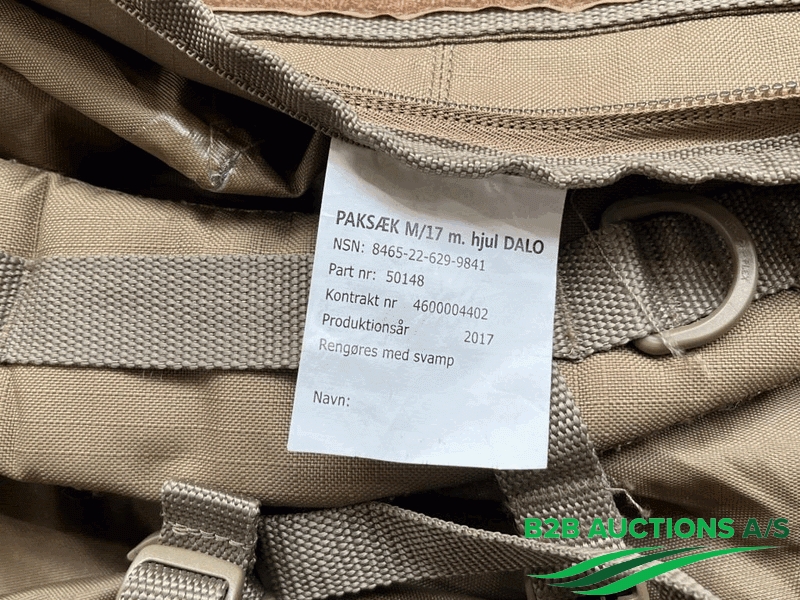 PAKSÆK M/17 m. hjul DALO
NSN: 8465-22-629-9841
Part nr: 50148
Kontrakt nr 4600004402
Produktionsår 2017
Rengøres med svamp
Navn:
B2B AUCTIONS A/S